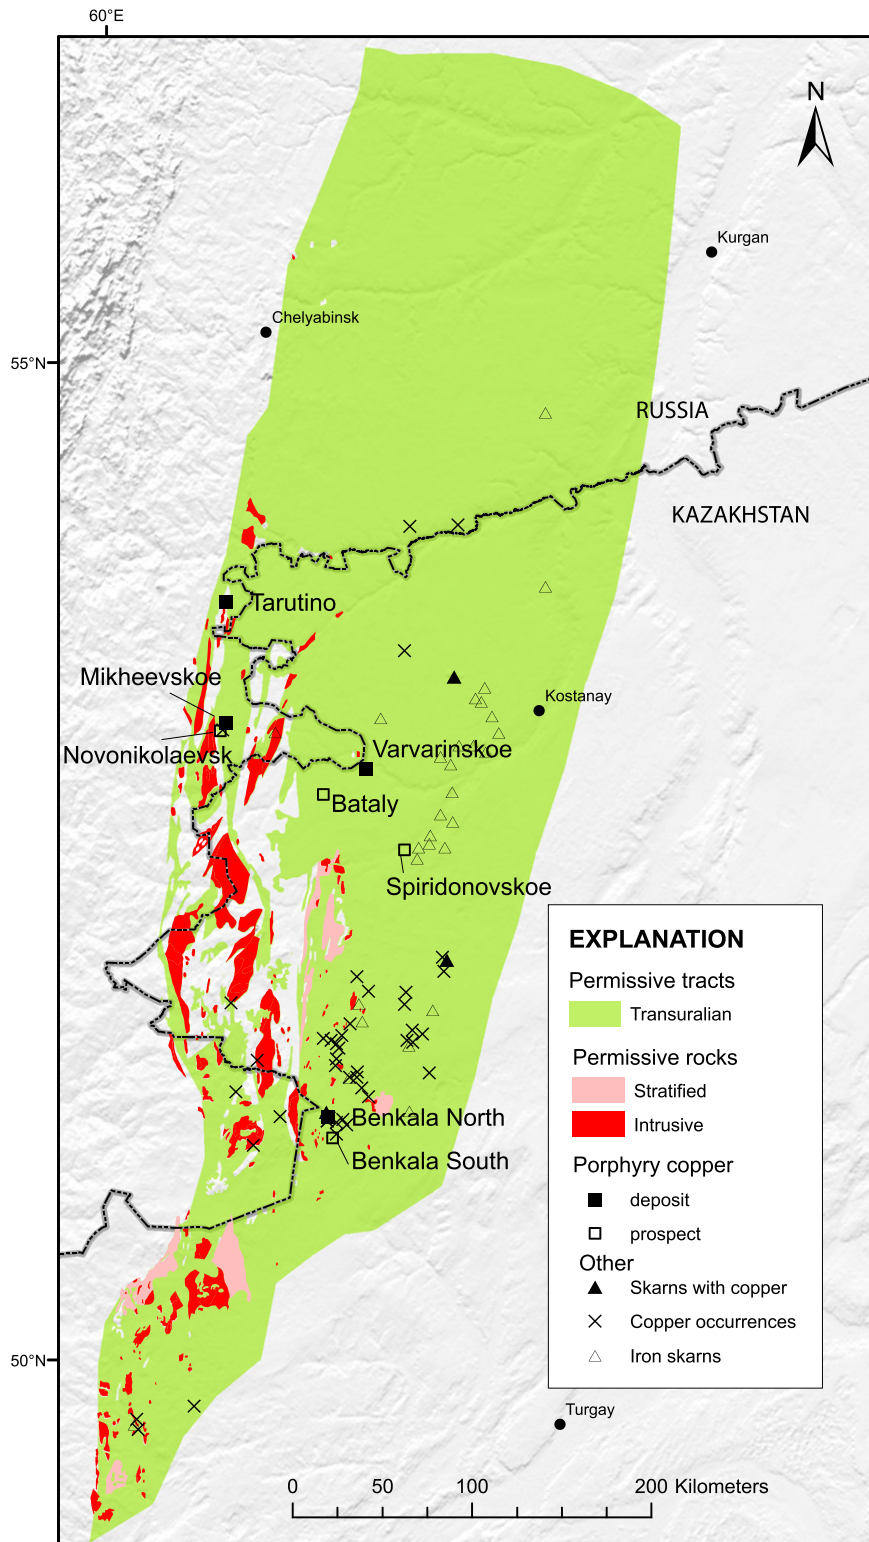 60°E
N
Kurgan
Chelyabinsk
55°N
RUSSIA
KAZAKHSTAN
Tarutino
Mikheevskoe
Kostanay
Novonikolaevsk
Varvarinskoe
Bataly
Spiridonovskoe
EXPLANATION
Permissive tracts
Transuralian
Permissive rocks
Stratified
Intrusive
Benkala North
Benkala South
Porphyry copper
deposit
prospect
Other
Skarns with copper
Copper occurrences
Iron skarns
50°N
Turgay
0 50 100 200 Kilometers